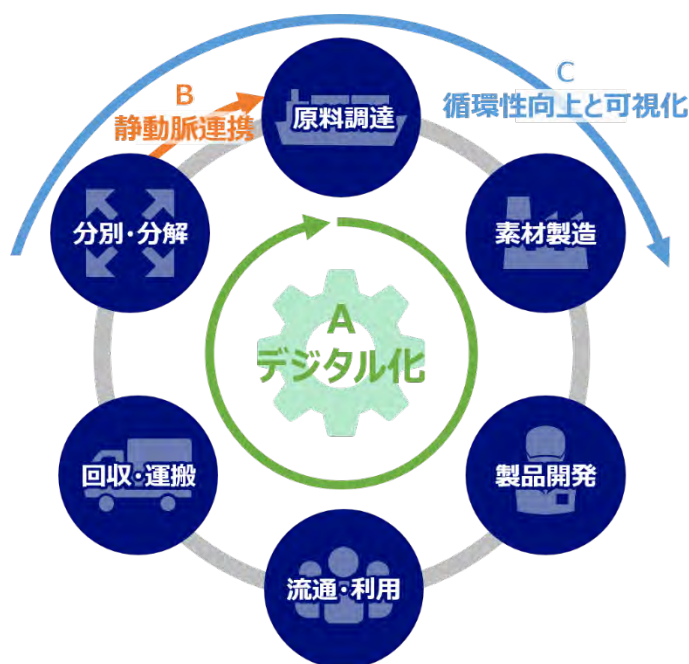 C
循環性向上と可視化
B
静動脈連携
原料調達
分別・分解
素材製造
A
デジタル化
回収・運搬
製品開発
流通・利用